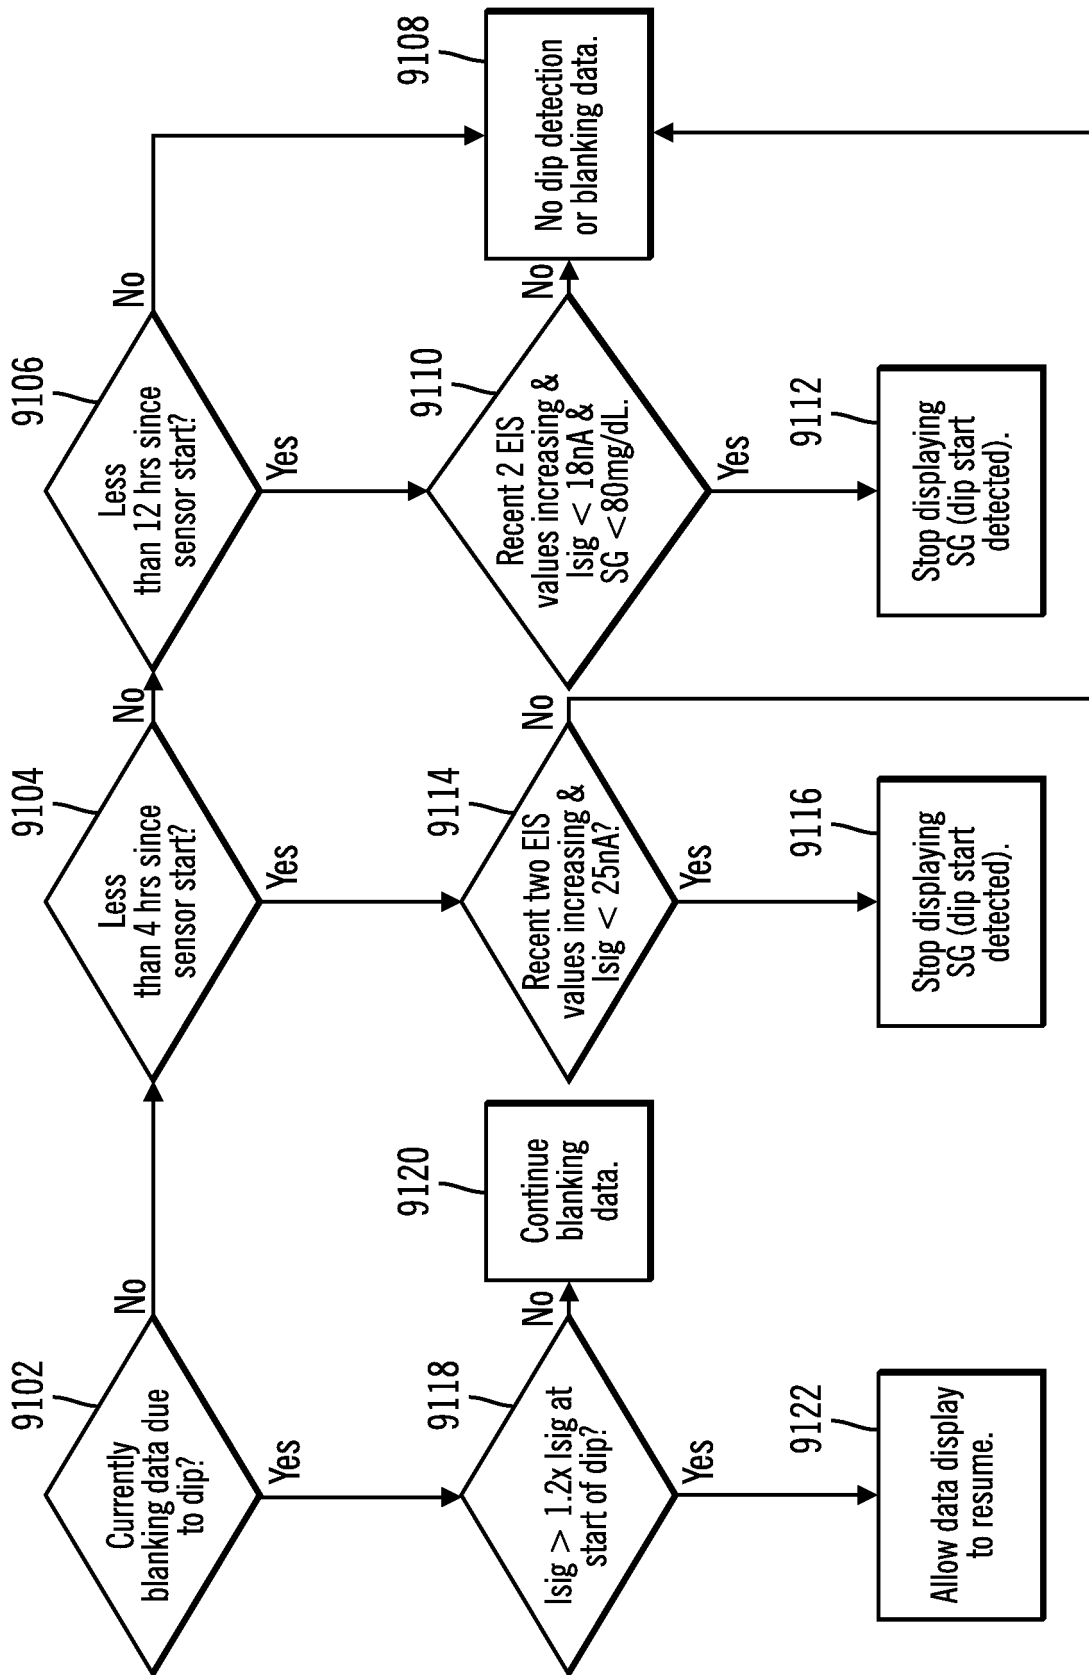 9102
Currently
blanking data due
to dip?
No
Yes
9104
Less
than 4 hrs since
sensor start?
No
Yes
9106
Less
than 12 hrs since
sensor start?
No
Yes
9108
No dip detection
or blanking data.
9118
Isig > 1.2x Isig at
start of dip?
No
Yes
9120
Continue
blanking
data.
9114
Recent two EIS
values increasing &
Isig < 25nA?
No
Yes
9110
Recent 2 EIS
values increasing &
Isig < 18nA &
SG <80mg/dL.
No
Yes
9122
Allow data display
to resume.
9116
Stop displaying
SG (dip start
detected).
9112
Stop displaying
SG (dip start
detected).